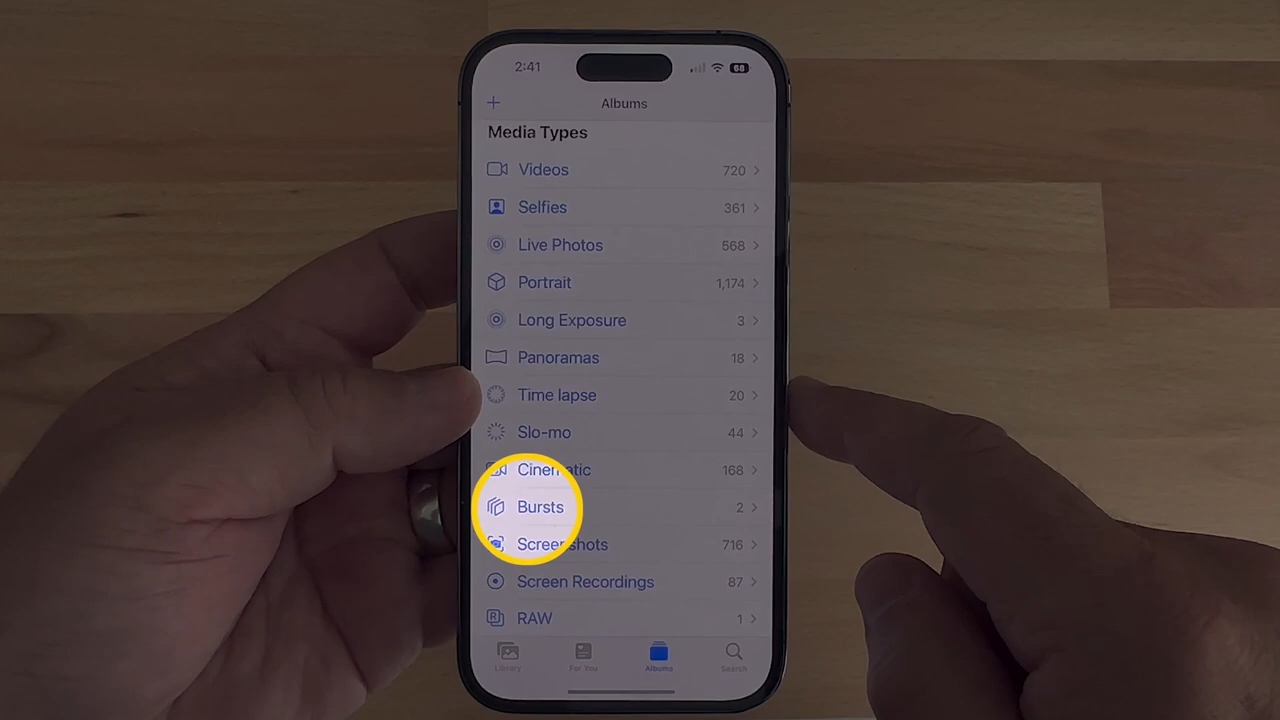 2:41
68
+
Albums
Media Types
Videos 720 >
Selfies 361 >
Live Photos 568 >
Portrait 1,174 >
Long Exposure 3 >
Panoramas 18 >
Time lapse 20 >
Slo-mo 44 >
Cinematic 168 >
Bursts 2 >
Screenshots 716 >
Screen Recordings 87 >
R RAW 1 >
Library For You Albums Search